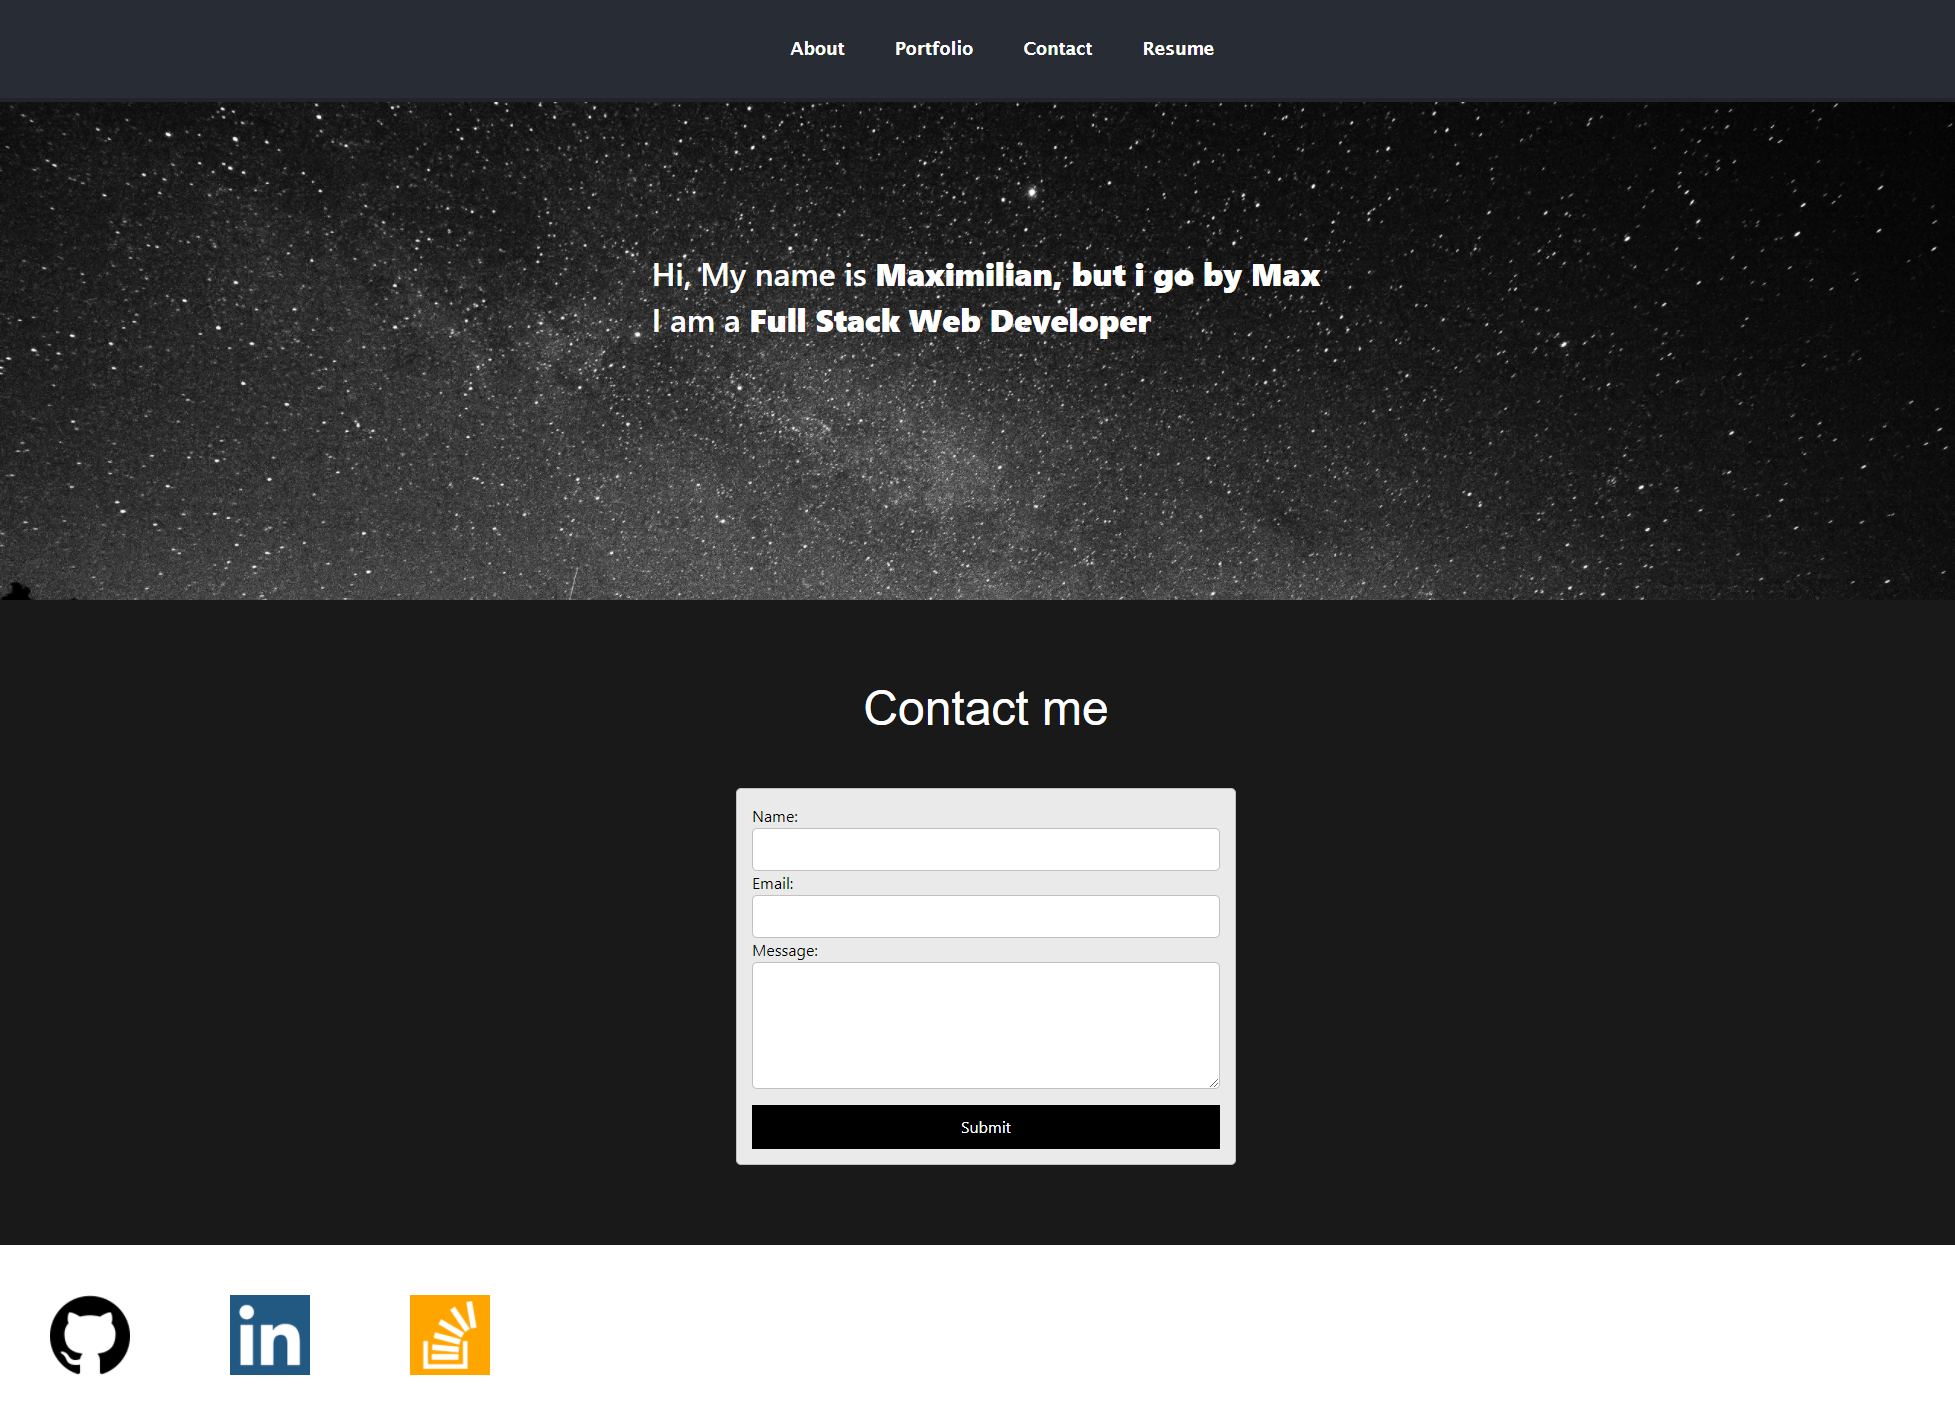 About Portfolio Contact Resume
Hi, My name is Maximilian, but i go by Max
I am a Full Stack Web Developer
Contact me
Name:
Email:
Message:
Submit
in